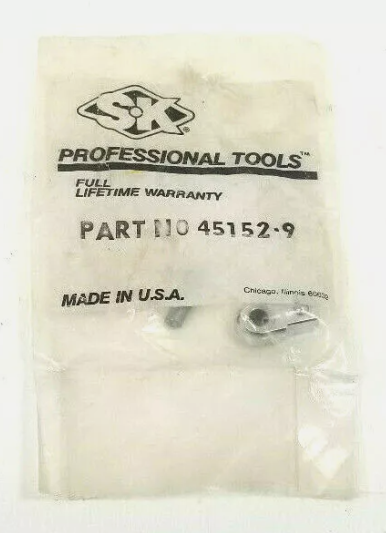 SK®
PROFESSIONAL TOOLS™
FULL
LIFETIME WARRANTY
PART NO 45152-9
MADE IN U.S.A.
Chicago, Illinois